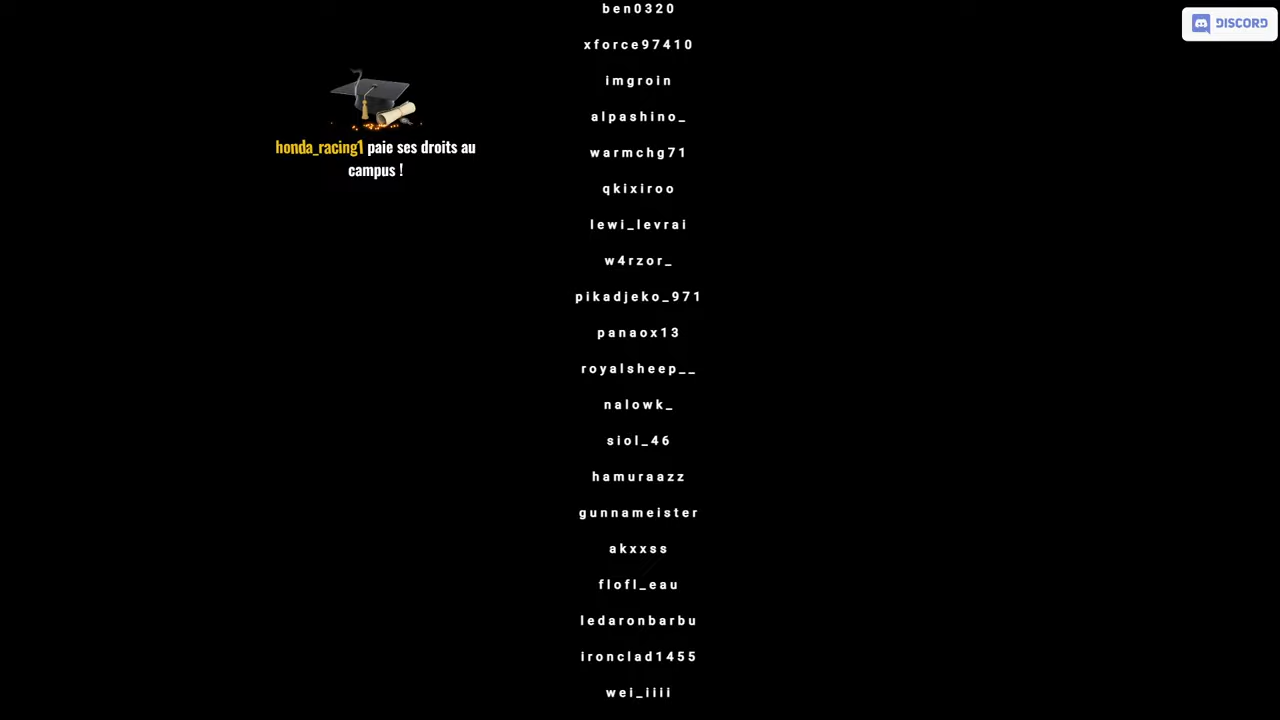 ben0320
DISCORD
xforce97410
imgroin
alpashino_
honda_racing1 paie ses droits au
campus !
warmchg71
qkixiroo
lewi_levrai
w4rzor_
pikadjeko_971
panaox13
royalsheep__
nalowk_
siol_46
hamuraazz
gunnameister
akxxss
flofl_eau
ledaronbarbu
ironclad1455
wei_iiii